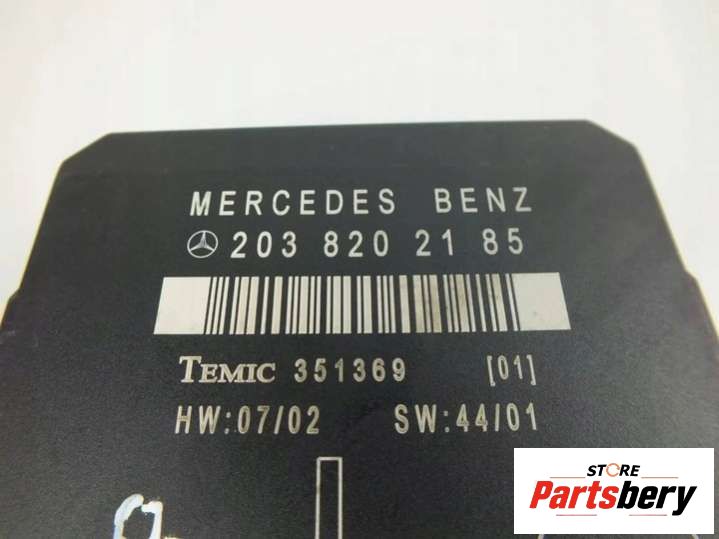 MERCEDES BENZ
203 820 21 85
TEMIC 351369 [01]
HW:07/02 SW:44/01
STORE
Partsbery